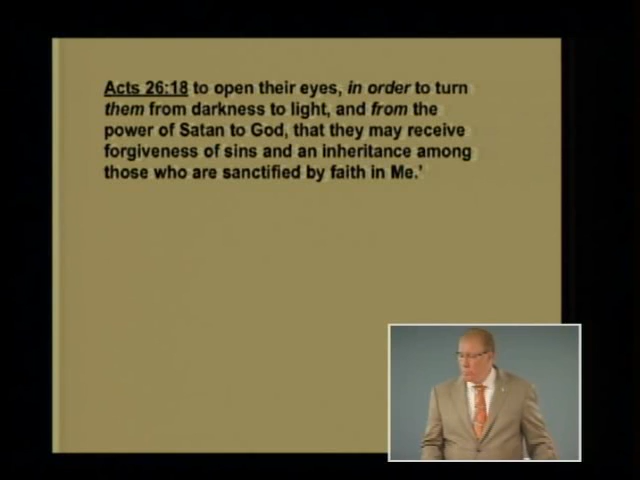 Acts 26:18 to open their eyes, in order to turn
them from darkness to light, and from the
power of Satan to God, that they may receive
forgiveness of sins and an inheritance among
those who are sanctified by faith in Me.'